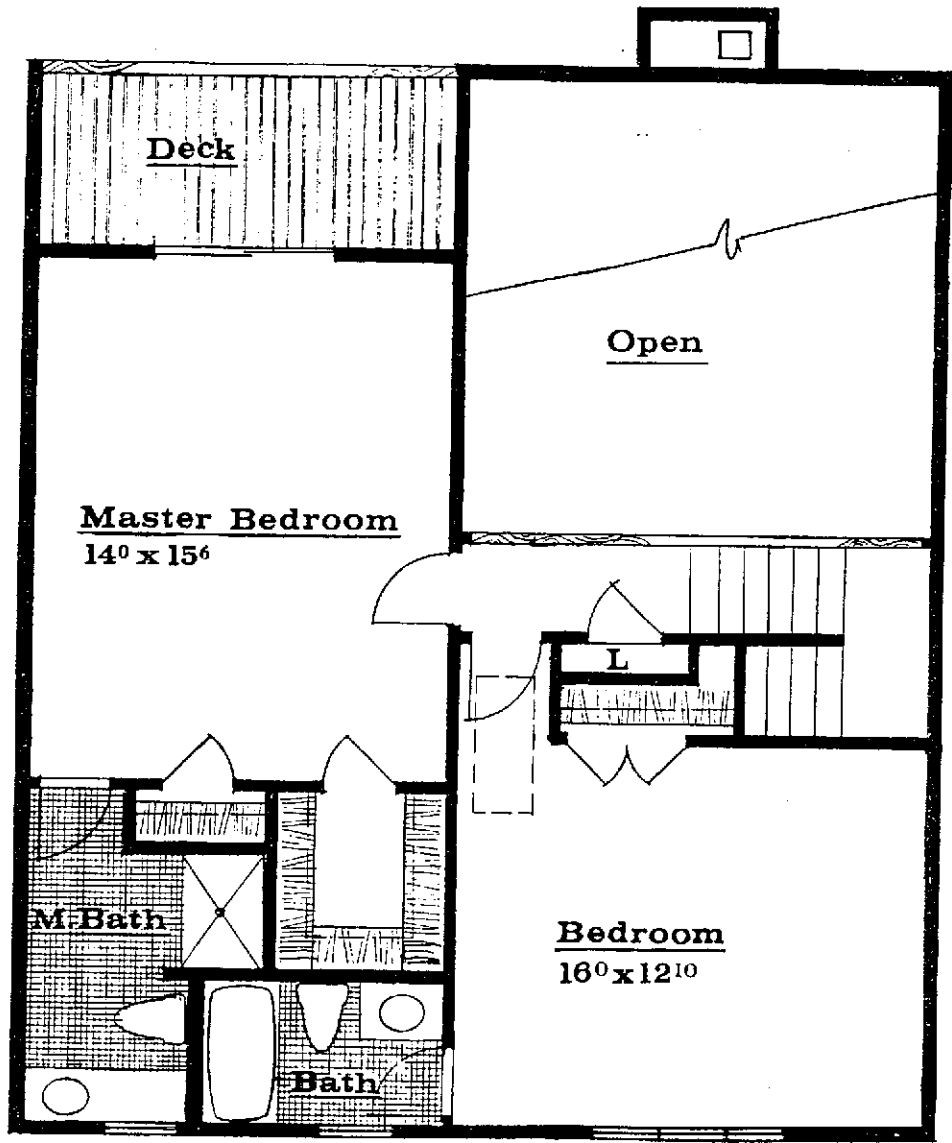 Deck
Open
Master Bedroom
14⁰ x 15⁶
L
M.Bath
Bedroom
16⁰ x 12¹⁰
Bath